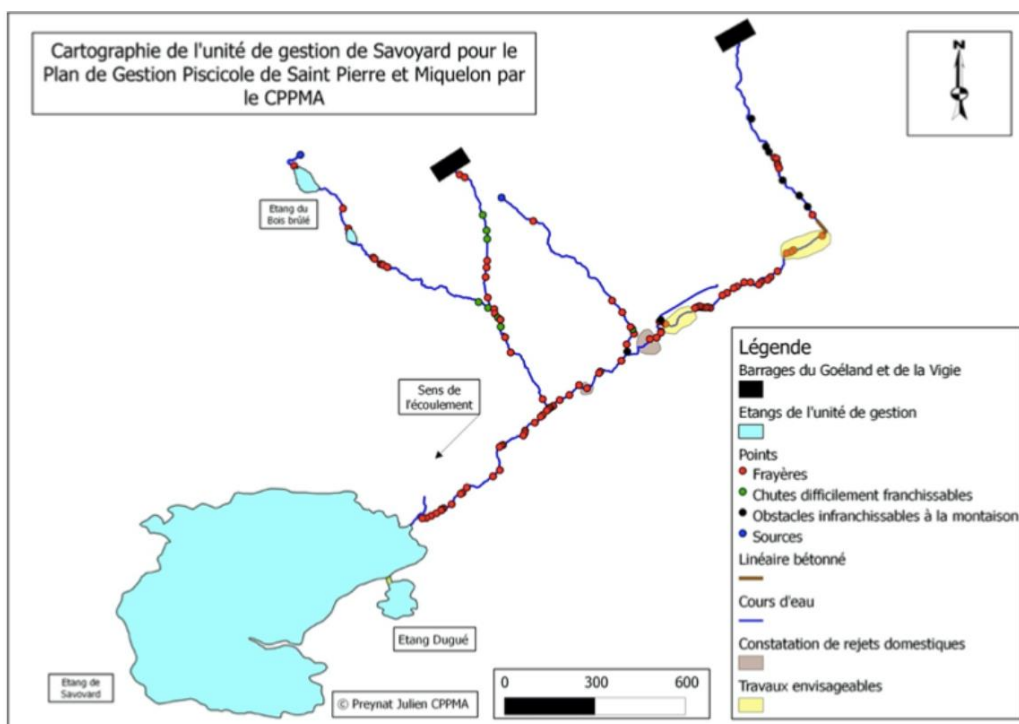 Cartographie de l'unité de gestion de Savoyard pour le
Plan de Gestion Piscicole de Saint Pierre et Miquelon par
le CPPMA
N
Etang du
Bois brûlé
Sens de
l'écoulement
Légende
Barrages du Goéland et de la Vigie
Etangs de l'unité de gestion
Points
Frayères
Chutes difficilement franchissables
Obstacles infranchissables à la montaison
Sources
Linéaire bétonné
Cours d'eau
Constatation de rejets domestiques
Travaux envisageables
Etang Dugué
Etang de
Savoyard
© Preynat Julien CPPMA
0 300 600